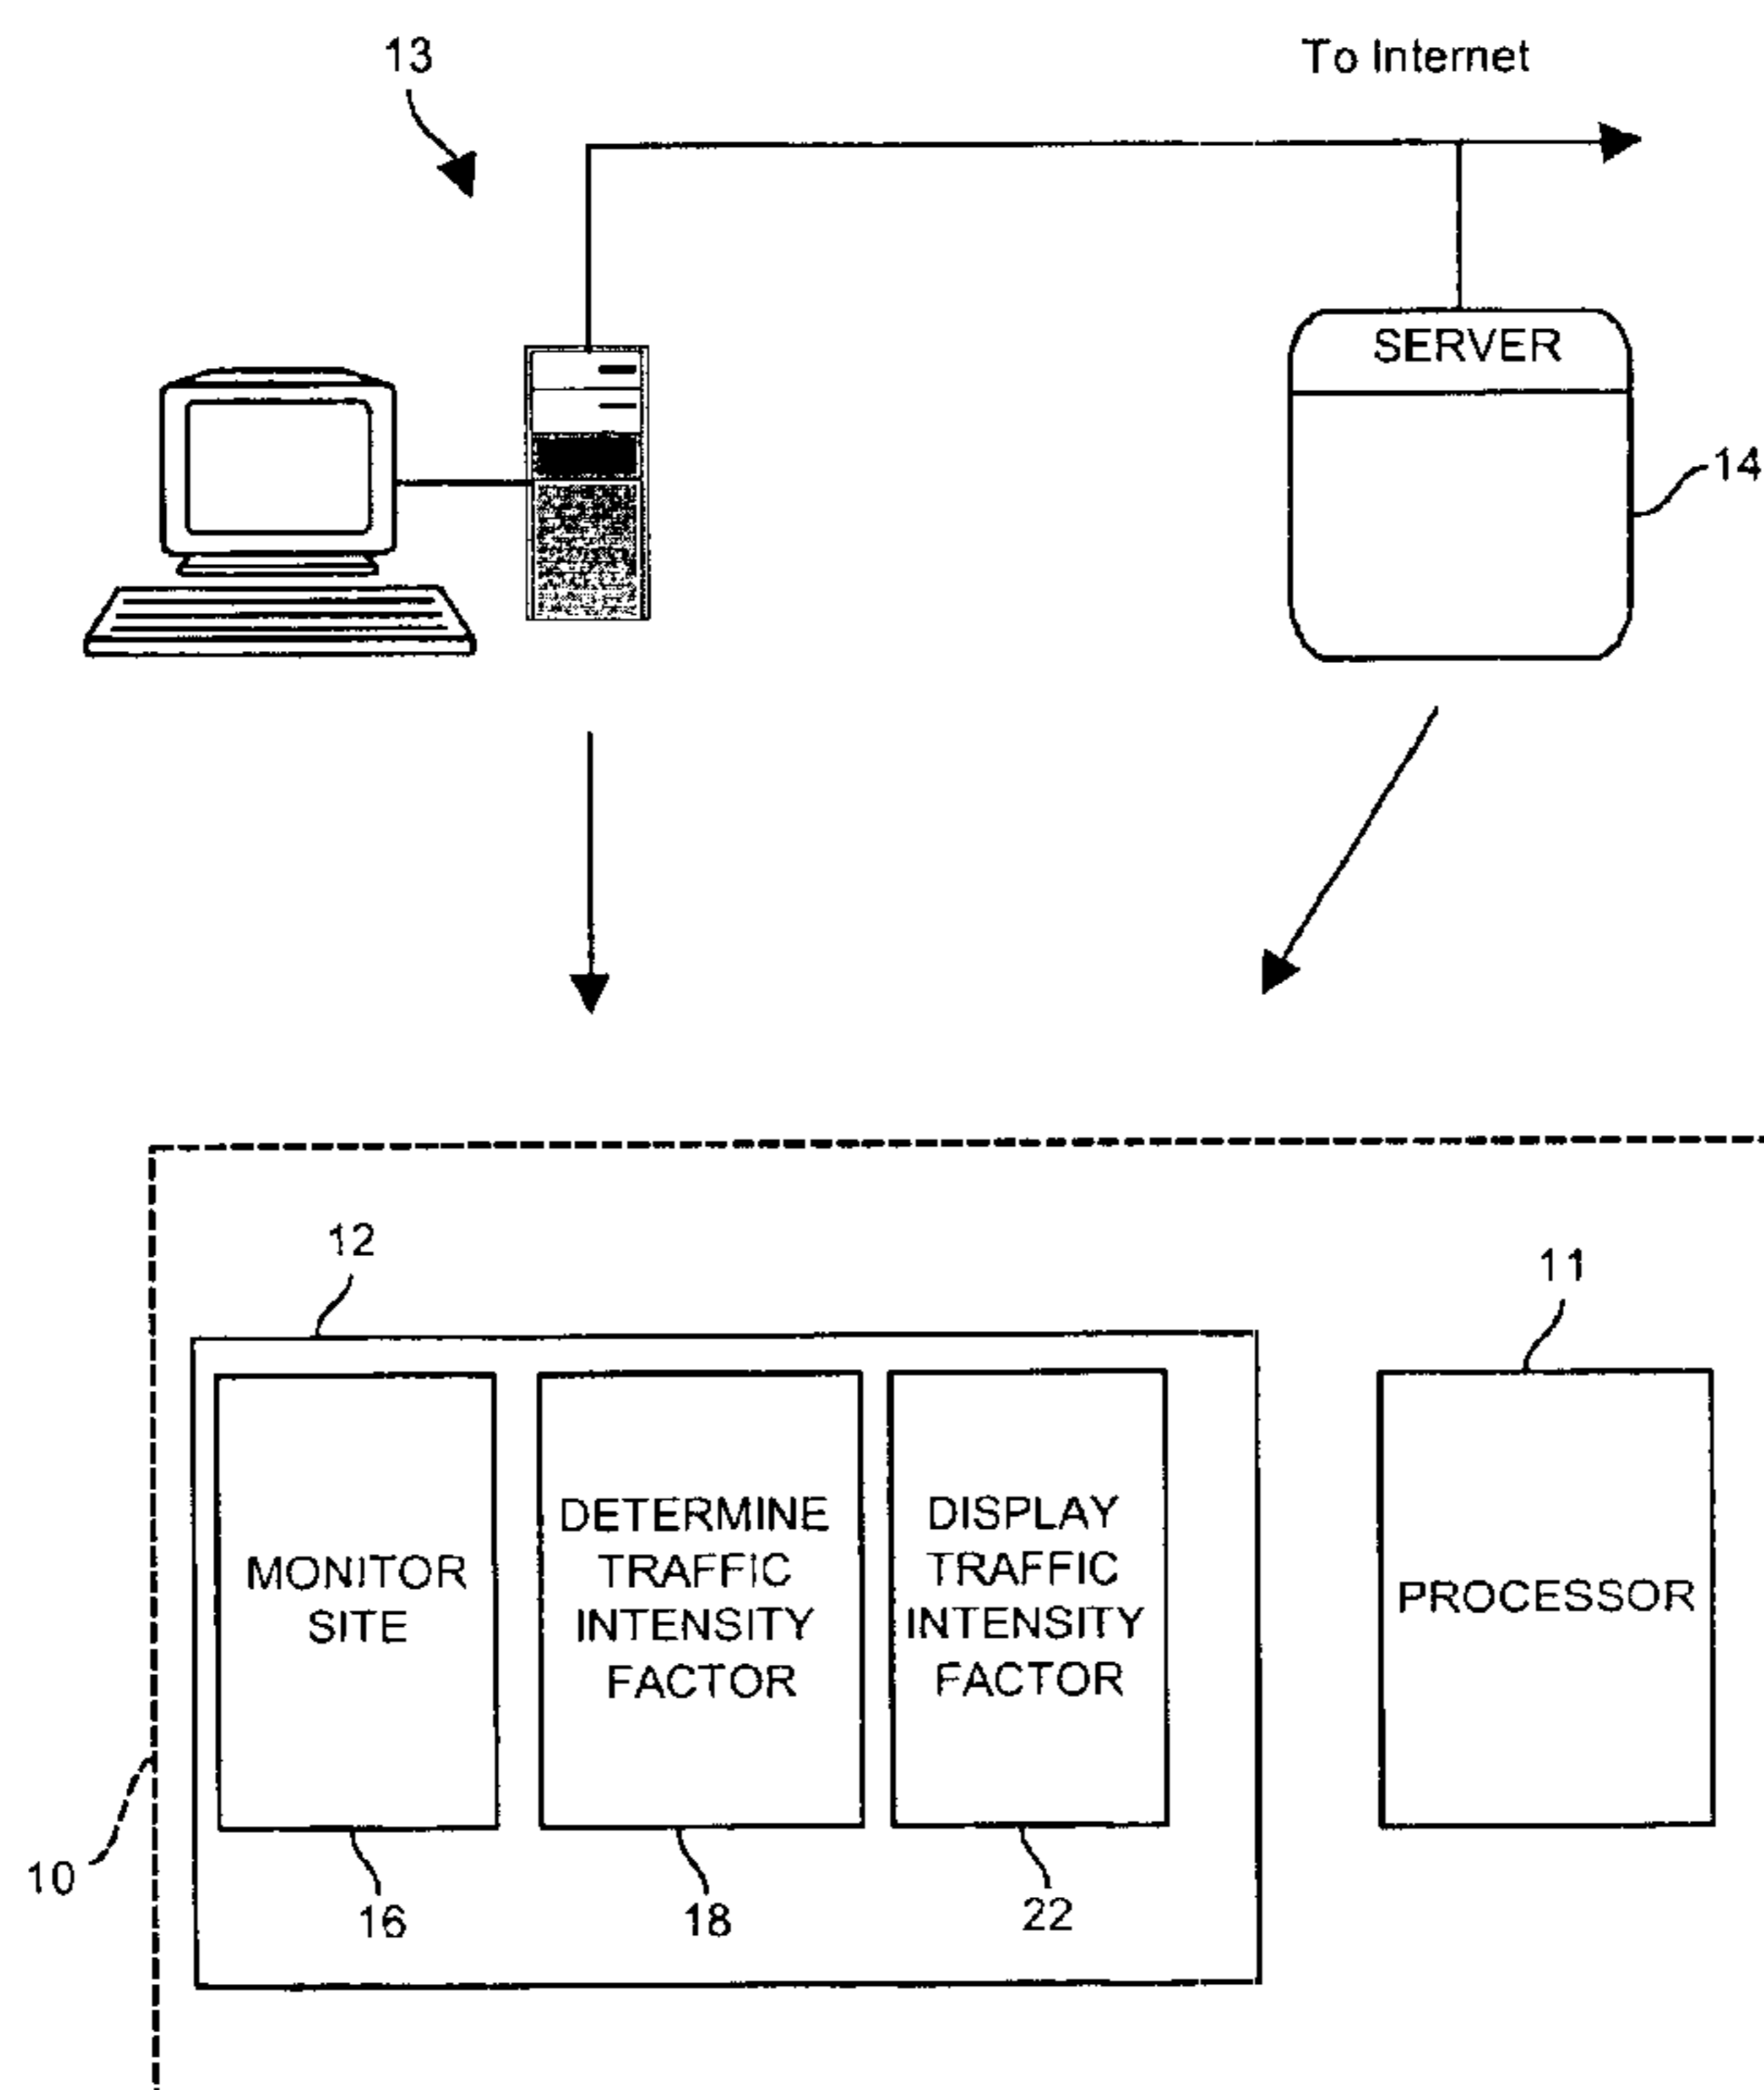 13
To Internet
SERVER
14
12
11
MONITOR
SITE
DETERMINE
TRAFFIC
INTENSITY
FACTOR
DISPLAY
TRAFFIC
INTENSITY
FACTOR
PROCESSOR
10
16
18
22